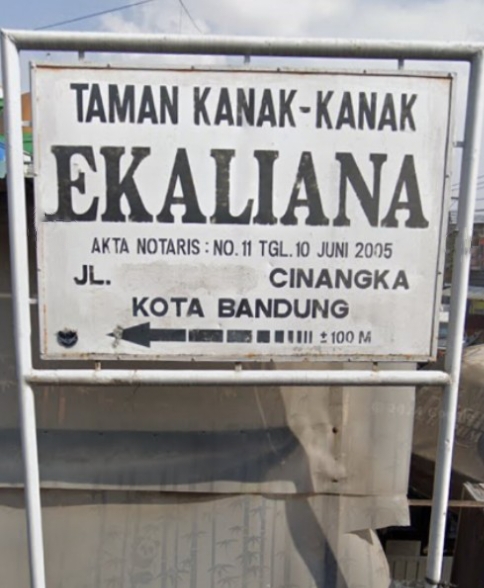 TAMAN KANAK-KANAK
EKALIANA
AKTA NOTARIS : NO. 11 TGL. 10 JUNI 2005
JL. CINANGKA
KOTA BANDUNG
± 100 M